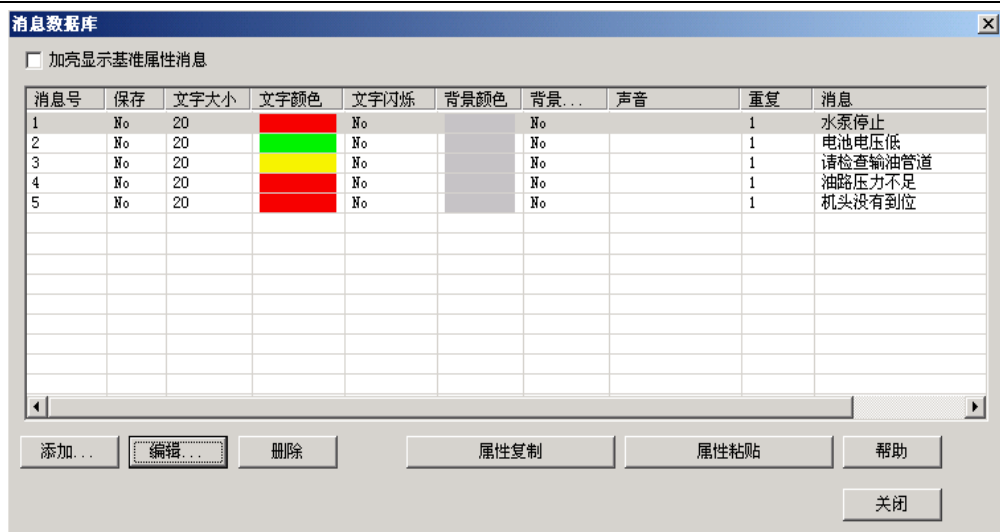 消息数据库
加亮显示基准属性消息
消息号 保存 文字大小 文字颜色 文字闪烁 背景颜色 背景... 声音 重复 消息
1 No 20 No No 1 水泵停止
2 No 20 No No 1 电池电压低
3 No 20 No No 1 请检查输油管道
4 No 20 No No 1 油路压力不足
5 No 20 No No 1 机头没有到位
添加... 编辑... 删除 属性复制 属性粘贴 帮助
关闭